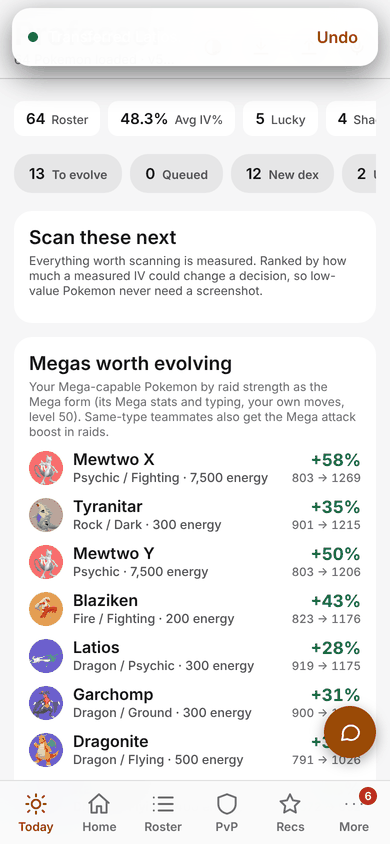 Undo
64 Roster
48.3% Avg IV%
5 Lucky
4
13 To evolve
0 Queued
12 New dex
2
Scan these next
Everything worth scanning is measured. Ranked by how
much a measured IV could change a decision, so low-
value Pokemon never need a screenshot.
Megas worth evolving
Your Mega-capable Pokemon by raid strength as the
Mega form (its Mega stats and typing, your own moves,
level 50). Same-type teammates also get the Mega attack
boost in raids.
Mewtwo X +58%
Psychic / Fighting · 7,500 energy 803 → 1269
Tyranitar +35%
Rock / Dark · 300 energy 901 → 1215
Mewtwo Y +50%
Psychic · 7,500 energy 803 → 1206
Blaziken +43%
Fire / Fighting · 200 energy 823 → 1176
Latios +28%
Dragon / Psychic · 300 energy 919 → 1175
Garchomp +31%
Dragon / Ground · 300 energy 900 →
Dragonite
Dragon / Flying · 500 energy 791 → 1026
6
Today
Home
Roster
PvP
Recs
More